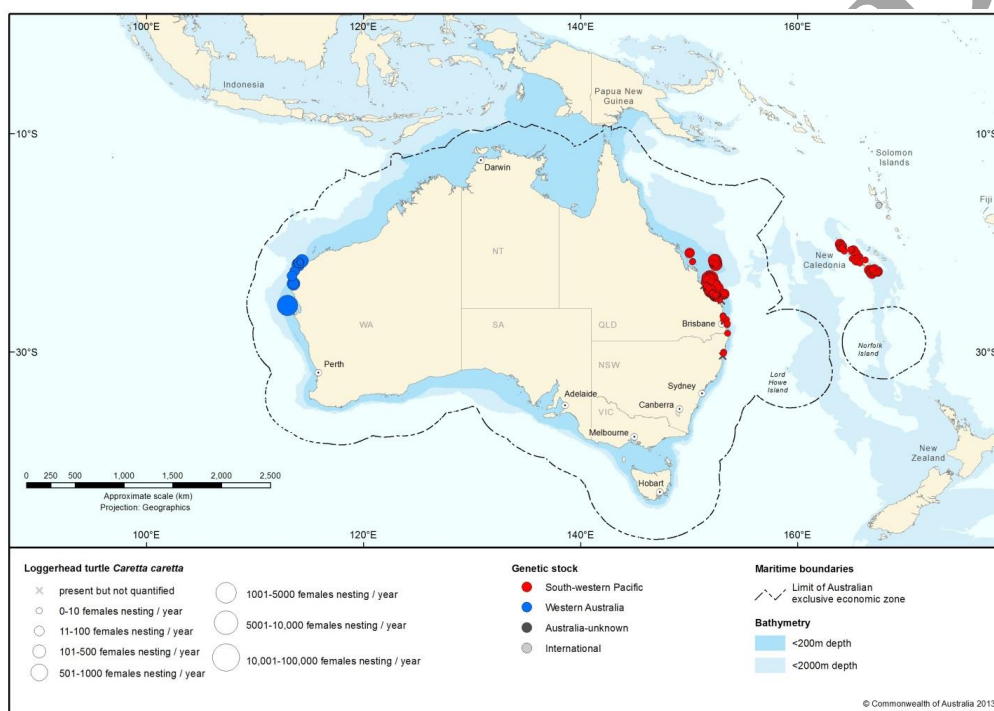 100°E 120°E 140°E 160°E
Indonesia
Papua New
Guinea
10°S 10°S
Solomon
Islands
Darwin
Fiji
NT
New
Caledonia
WA SA QLD Brisbane
30°S 30°S
Norfolk
Island
Perth
NSW
Lord
Howe
Island
Sydney
Adelaide
Canberra
VIC
Melbourne
New
Zealand
Hobart
0 250 500 1,000 1,500 2,000 2,500
Approximate scale (km)
Projection: Geographics
100°E 120°E 140°E 160°E
Loggerhead turtle Caretta caretta
present but not quantified
0-10 females nesting / year
11-100 females nesting / year
101-500 females nesting / year
501-1000 females nesting / year
1001-5000 females nesting / year
5001-10,000 females nesting / year
10,001-100,000 females nesting / year
Genetic stock
South-western Pacific
Western Australia
Australia-unknown
International
Maritime boundaries
Limit of Australian
exclusive economic zone
Bathymetry
<200m depth
<2000m depth
© Commonwealth of Australia 2013